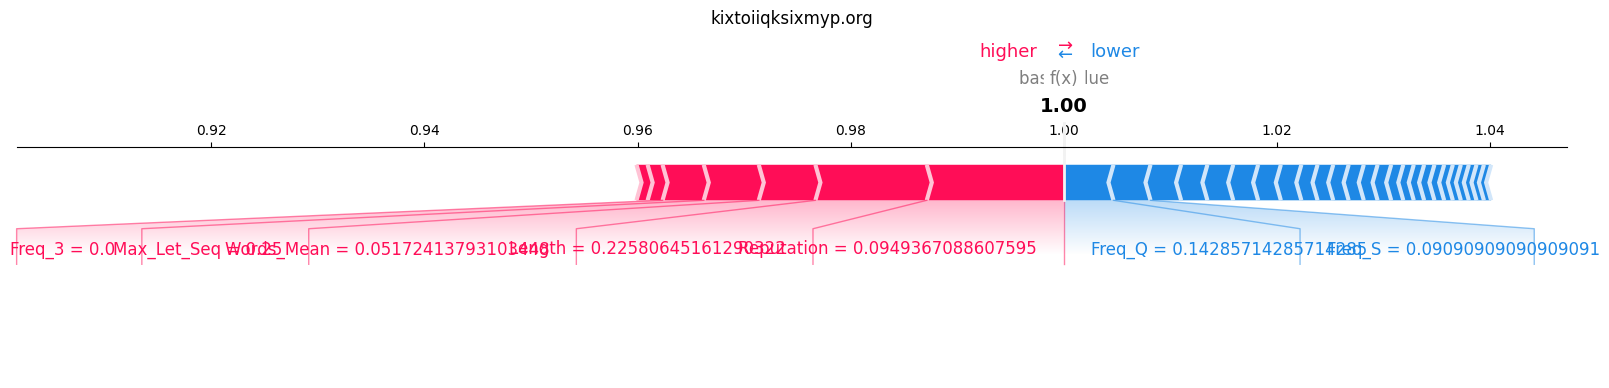 kixtoiiqksixmyp.org
higher ⇄ lower
bas f(x) lue
1.00
0.92 0.94 0.96 0.98 1.00 1.02 1.04
Freq_3 = 0.0 Max_Let_Seq = 0.25 Words_Mean = 0.05172413793103448 Length = 0.22580645161290322 Reputation = 0.0949367088607595 Freq_Q = 0.14285714285714285 Freq_S = 0.09090909090909091